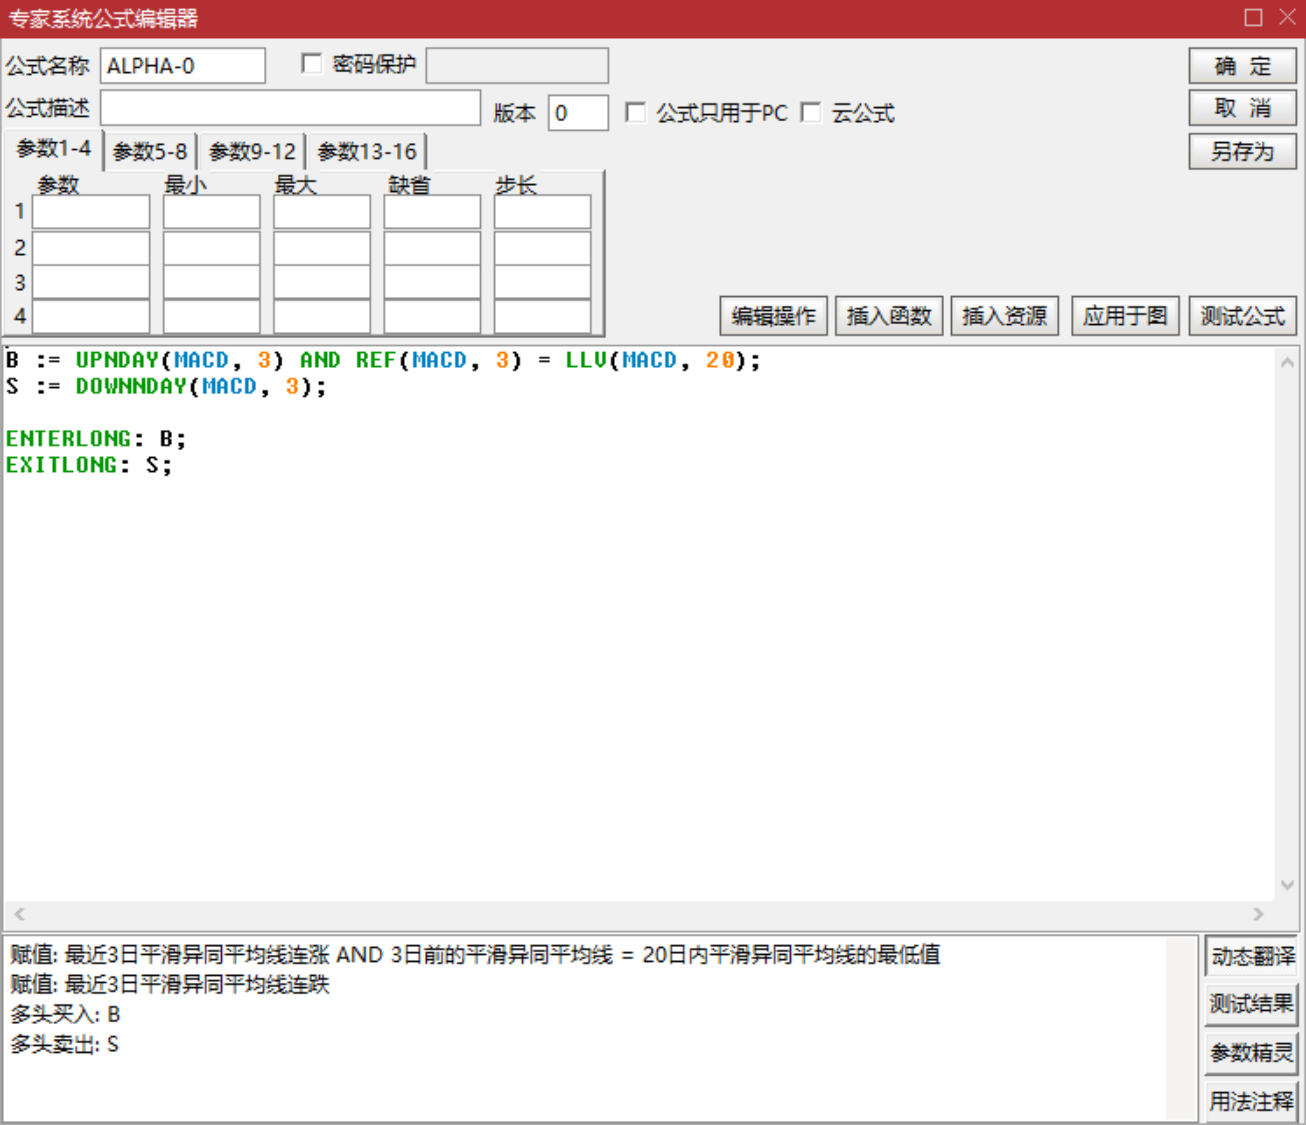 专家系统公式编辑器
公式名称 ALPHA-0 密码保护 确 定
公式描述 版本 0 公式只用于PC 云公式 取 消
参数1-4 参数5-8 参数9-12 参数13-16 另存为
参数 最小 最大 缺省 步长
1
2
3
4
编辑操作 插入函数 插入资源 应用于图 测试公式
B := UPNDAY(MACD, 3) AND REF(MACD, 3) = LLV(MACD, 20);
S := DOWNNDAY(MACD, 3);
ENTERLONG: B;
EXITLONG: S;
赋值: 最近3日平滑异同平均线连涨 AND 3日前的平滑异同平均线 = 20日内平滑异同平均线的最低值
赋值: 最近3日平滑异同平均线连跌
多头买入: B
多头卖出: S
动态翻译
测试结果
参数精灵
用法注释